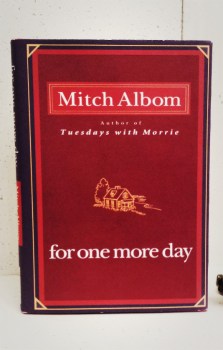 Mitch Albom
Author of
Tuesdays with Morrie
for one more day